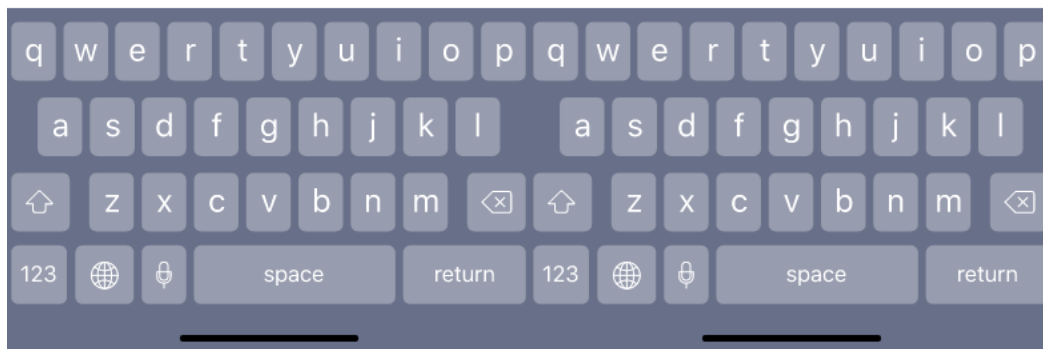 q w e r t y u i o p q w e r t y u i o p
a s d f g h j k l a s d f g h j k l
z x c v b n m z x c v b n m
123 space return 123 space return